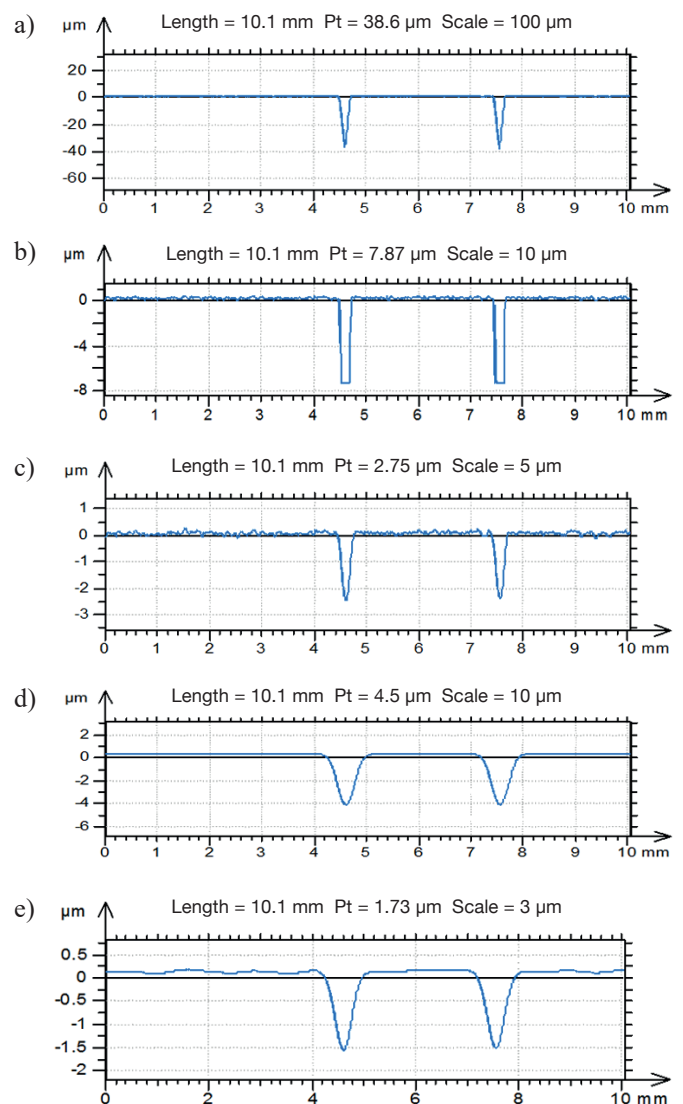 a)
µm Length = 10.1 mm Pt = 38.6 µm Scale = 100 µm
20
0
-20
-40
-60
0 1 2 3 4 5 6 7 8 9 10 mm
b)
µm Length = 10.1 mm Pt = 7.87 µm Scale = 10 µm
0
-4
-8
0 1 2 3 4 5 6 7 8 9 10 mm
c)
µm Length = 10.1 mm Pt = 2.75 µm Scale = 5 µm
1
0
-1
-2
-3
0 1 2 3 4 5 6 7 8 9 10 mm
d)
µm Length = 10.1 mm Pt = 4.5 µm Scale = 10 µm
2
0
-2
-4
-6
0 1 2 3 4 5 6 7 8 9 10 mm
e)
µm Length = 10.1 mm Pt = 1.73 µm Scale = 3 µm
0.5
0
-0.5
-1
-1.5
-2
0 1 2 3 4 5 6 7 8 9 10 mm